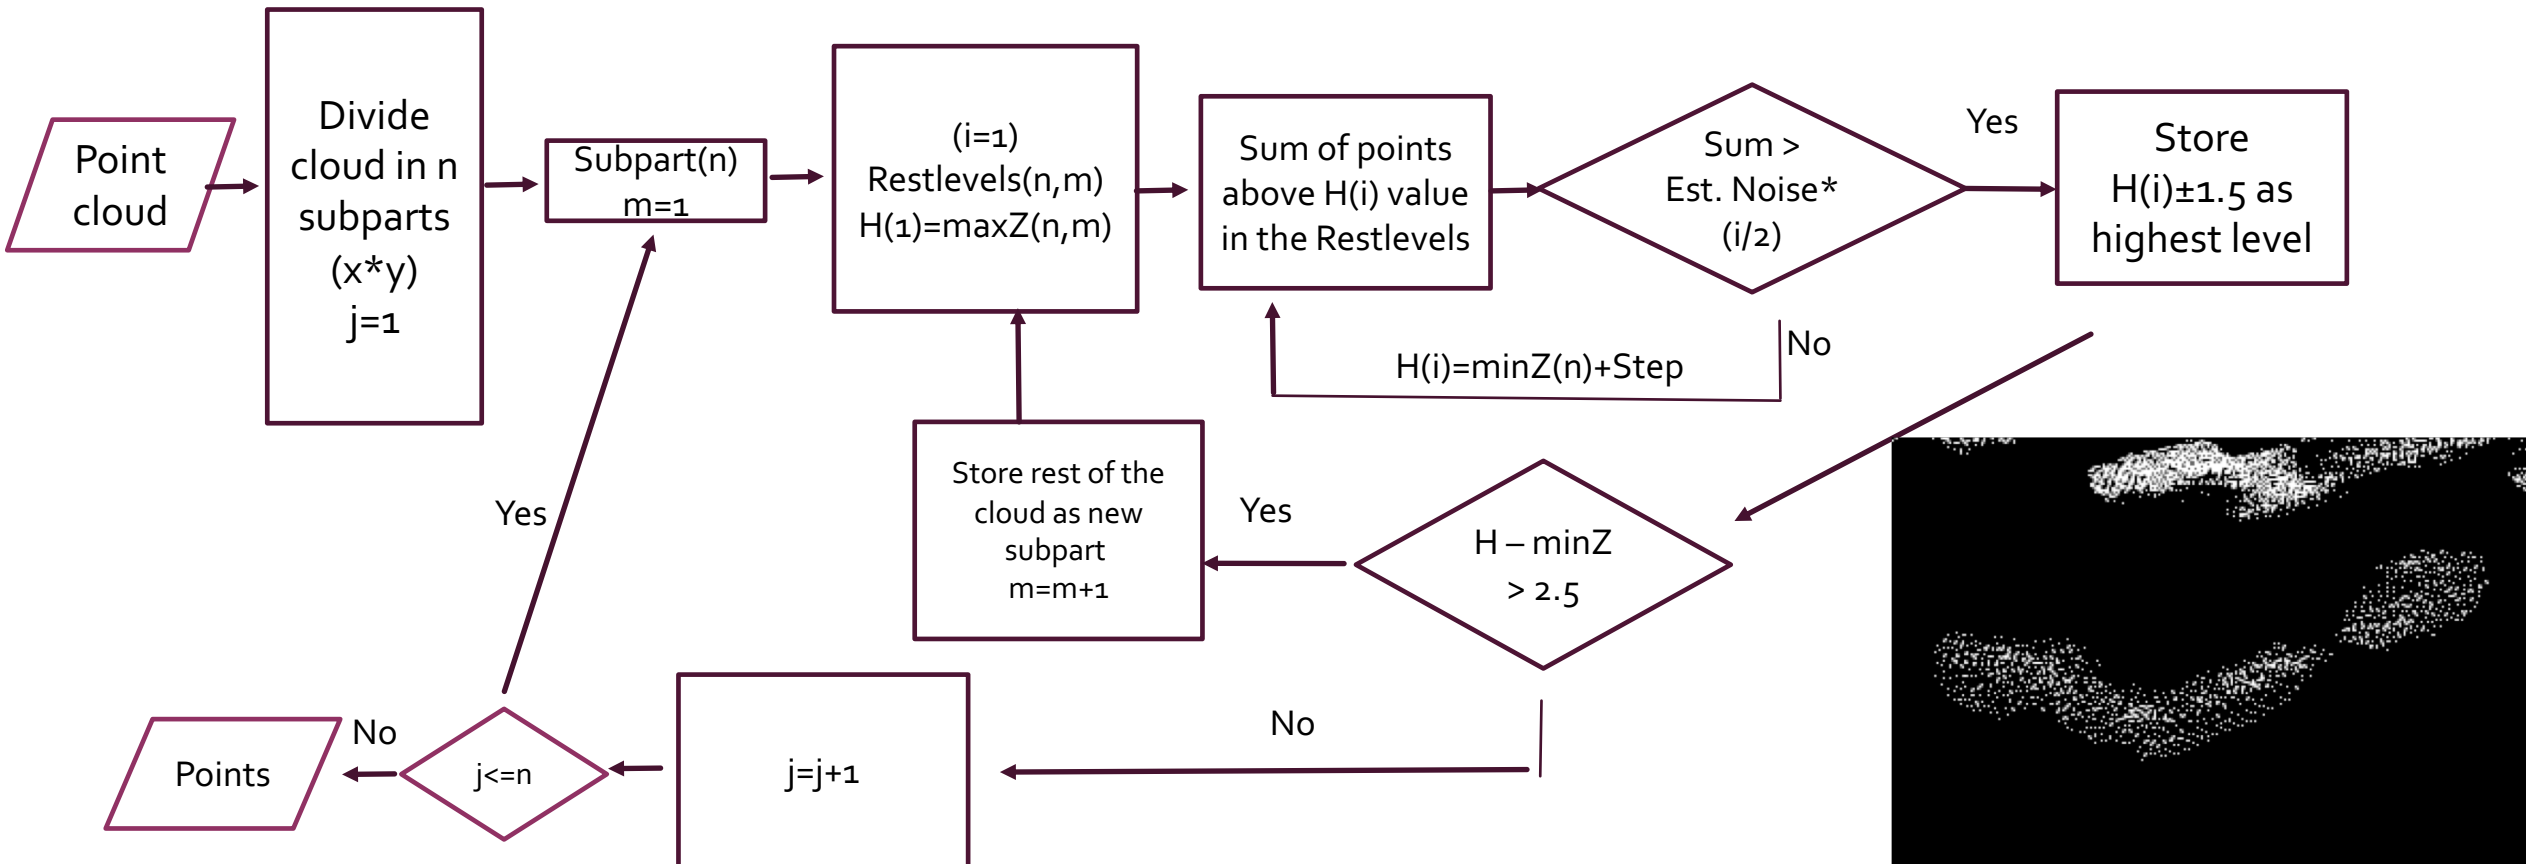 Point
cloud
Divide
cloud in n
subparts
(x*y)
j=1
Subpart(n)
m=1
(i=1)
Restlevels(n,m)
H(1)=maxZ(n,m)
Sum of points
above H(i) value
in the Restlevels
Sum >
Est. Noise*
(i/2)
Yes
Store
H(i)±1.5 as
highest level
No
H(i)=minZ(n)+Step
H – minZ
> 2.5
Yes
Store rest of the
cloud as new
subpart
m=m+1
No
j=j+1
j<=n
Yes
No
Points